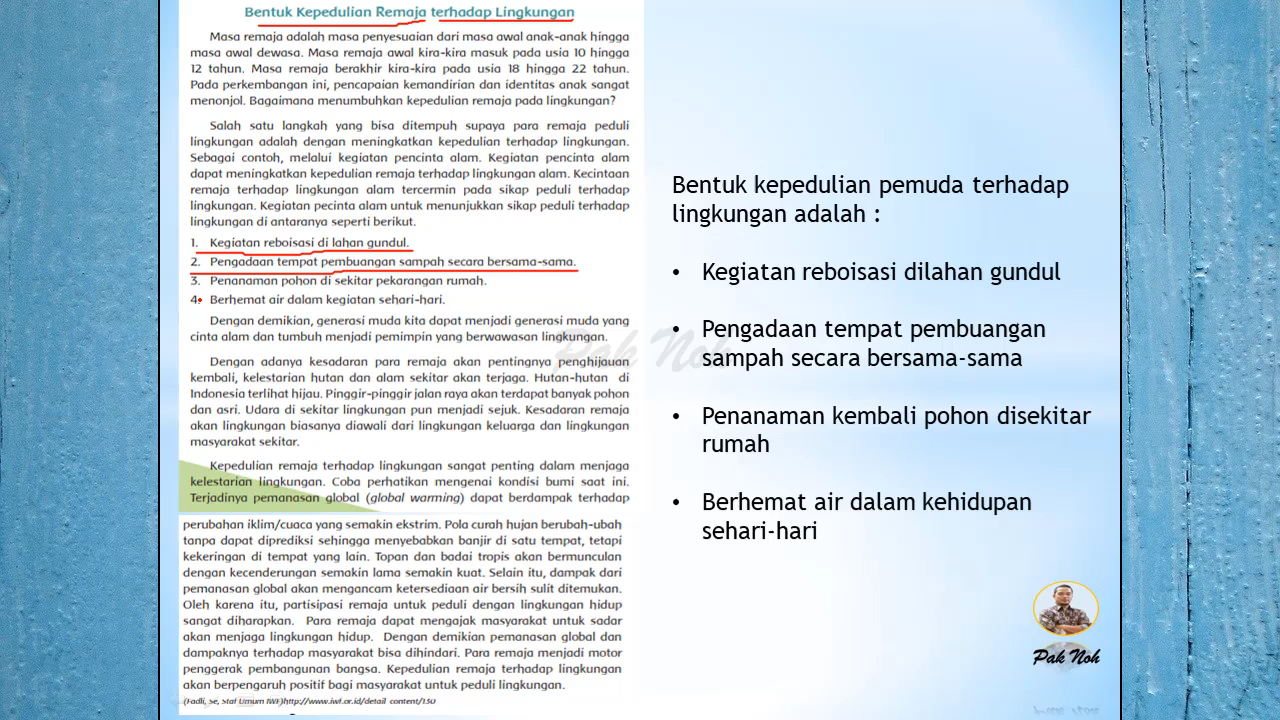 Bentuk Kepedulian Remaja terhadap Lingkungan
Masa remaja adalah masa penyesuaian dari masa awal anak-anak hingga
masa awal dewasa. Masa remaja awal kira-kira masuk pada usia 10 hingga
12 tahun. Masa remaja berakhir kira-kira pada usia 18 hingga 22 tahun.
Pada perkembangan ini, pencapaian kemandirian dan identitas anak sangat
menonjol. Bagaimana menumbuhkan kepedulian remaja pada lingkungan?
Salah satu langkah yang bisa ditempuh supaya para remaja peduli
lingkungan adalah dengan meningkatkan kepedulian terhadap lingkungan.
Sebagai contoh, melalui kegiatan pencinta alam. Kegiatan pencinta alam
dapat meningkatkan kepedulian remaja terhadap lingkungan alam. Kecintaan
remaja terhadap lingkungan alam tercermin pada sikap peduli terhadap
lingkungan. Kegiatan pecinta alam untuk menunjukkan sikap peduli terhadap
lingkungan di antaranya seperti berikut.
1. Kegiatan reboisasi di lahan gundul.
2. Pengadaan tempat pembuangan sampah secara bersama-sama.
3. Penanaman pohon di sekitar pekarangan rumah.
4. Berhemat air dalam kegiatan sehari-hari.
Dengan demikian, generasi muda kita dapat menjadi generasi muda yang
cinta alam dan tumbuh menjadi pemimpin yang berwawasan lingkungan.
Dengan adanya kesadaran para remaja akan pentingnya penghijauan
kembali, kelestarian hutan dan alam sekitar akan terjaga. Hutan-hutan di
Indonesia terlihat hijau. Pinggir-pinggir jalan raya akan terdapat banyak pohon
dan asri. Udara di sekitar lingkungan pun menjadi sejuk. Kesadaran remaja
akan lingkungan biasanya diawali dari lingkungan keluarga dan lingkungan
masyarakat sekitar.
Kepedulian remaja terhadap lingkungan sangat penting dalam menjaga
kelestarian lingkungan. Coba perhatikan mengenai kondisi bumi saat ini.
Terjadinya pemanasan global (global warming) dapat berdampak terhadap
perubahan iklim/cuaca yang semakin ekstrim. Pola curah hujan berubah-ubah
tanpa dapat diprediksi sehingga menyebabkan banjir di satu tempat, tetapi
kekeringan di tempat yang lain. Topan dan badai tropis akan bermunculan
dengan kecenderungan semakin lama semakin kuat. Selain itu, dampak dari
pemanasan global akan mengancam ketersediaan air bersih sulit ditemukan.
Oleh karena itu, partisipasi remaja untuk peduli dengan lingkungan hidup
sangat diharapkan. Para remaja dapat mengajak masyarakat untuk sadar
akan menjaga lingkungan hidup. Dengan demikian pemanasan global dan
dampaknya terhadap masyarakat bisa dihindari. Para remaja menjadi motor
penggerak pembangunan bangsa. Kepedulian remaja terhadap lingkungan
akan berpengaruh positif bagi masyarakat untuk peduli lingkungan.
(Fadli, Se, Staf Umum IWF)http://www.iwf.or.id/detail_content/130
Bentuk kepedulian pemuda terhadap
lingkungan adalah :
• Kegiatan reboisasi dilahan gundul
• Pengadaan tempat pembuangan
sampah secara bersama-sama
• Penanaman kembali pohon disekitar
rumah
• Berhemat air dalam kehidupan
sehari-hari
Pak Noh
Pak Noh